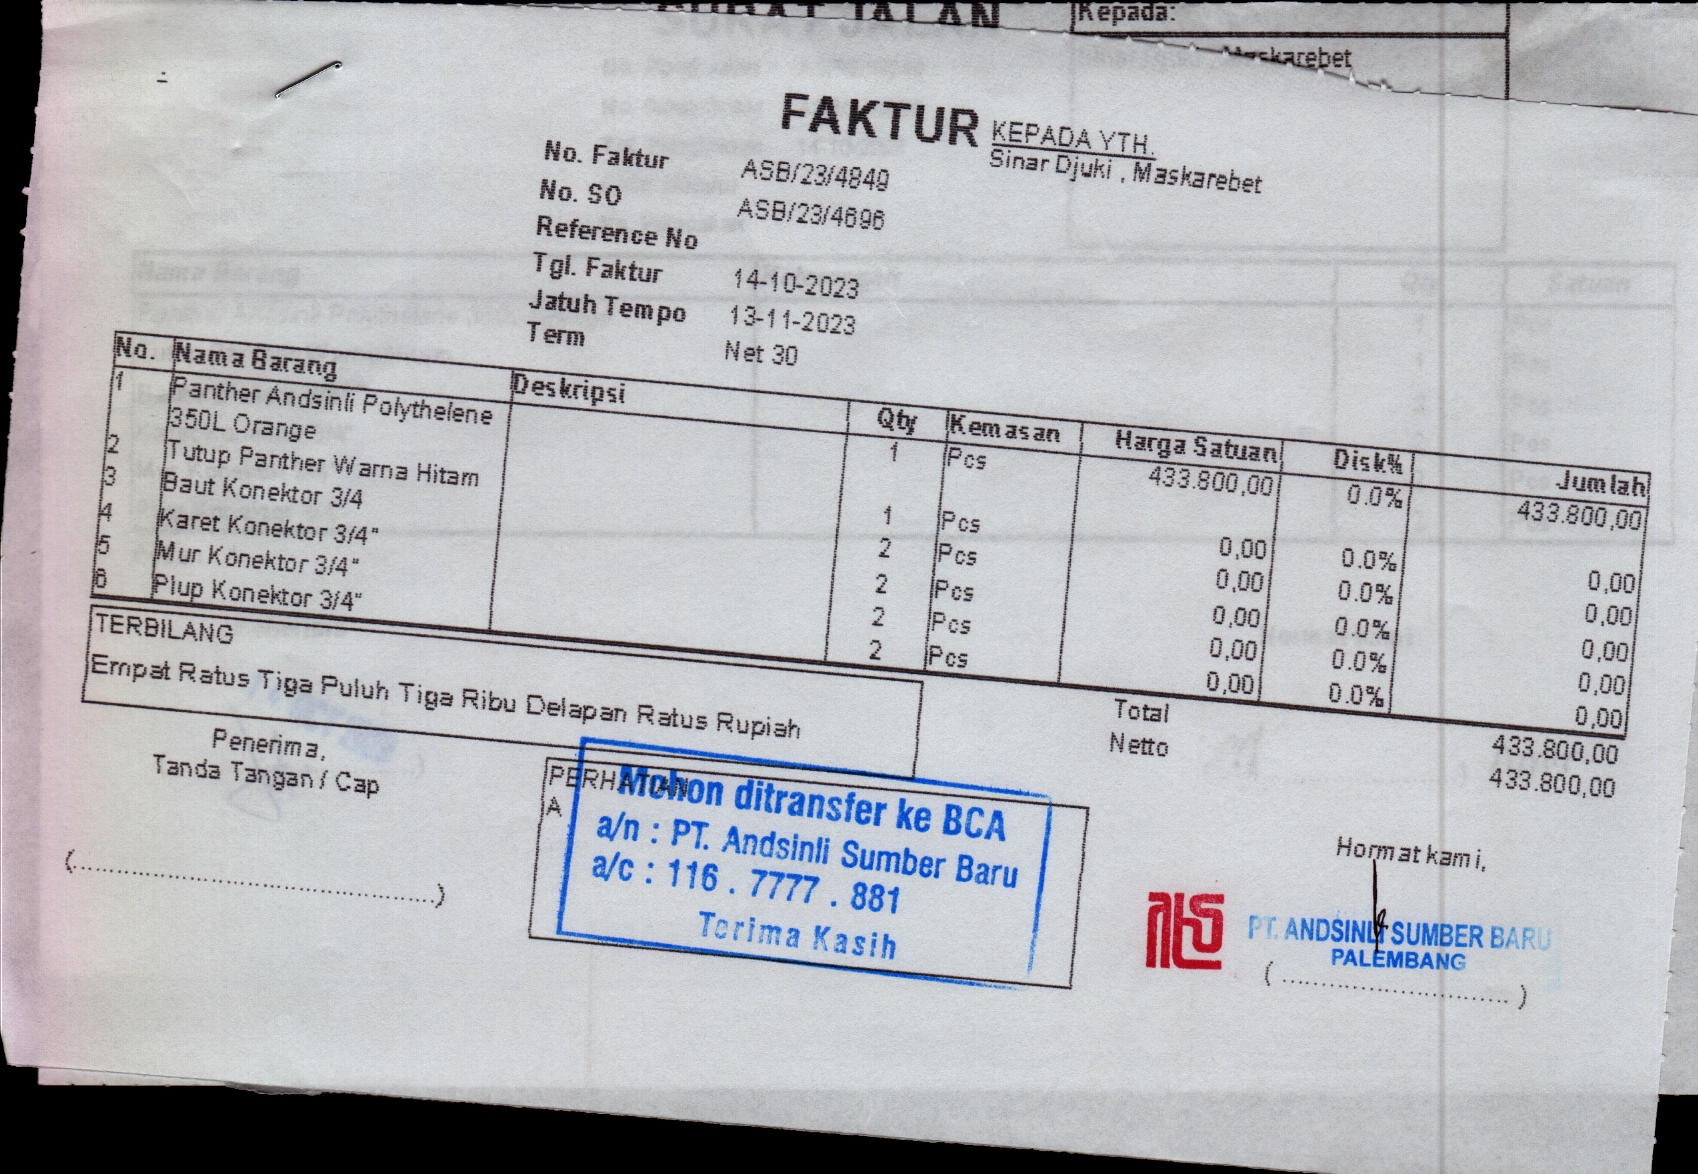 SURAT JALAN
Kepada:
Maskarebet
FAKTUR
KEPADA YTH.
Sinar Djuki , Maskarebet
No. Faktur ASB/23/4849
No. SO ASB/23/4696
Reference No
Tgl. Faktur 14-10-2023
Jatuh Tempo 13-11-2023
Term Net 30
No. Nama Barang Deskripsi Qty Kemasan Harga Satuan Disk% Jumlah
1 Panther Andsinli Polythelene 1 Pcs 433.800,00 0.0% 433.800,00
350L Orange
2 Tutup Panther Warna Hitam 1 Pcs 0,00 0.0% 0,00
3 Baut Konektor 3/4 2 Pcs 0,00 0.0% 0,00
4 Karet Konektor 3/4" 2 Pcs 0,00 0.0% 0,00
5 Mur Konektor 3/4" 2 Pcs 0,00 0.0% 0,00
6 Plup Konektor 3/4" 2 Pcs 0,00 0.0% 0,00
TERBILANG
Empat Ratus Tiga Puluh Tiga Ribu Delapan Ratus Rupiah
Total 433.800,00
Netto 433.800,00
Penerima,
Tanda Tangan / Cap
(........................................)
PERHATIAN
A
Mohon ditransfer ke BCA
a/n : PT. Andsinli Sumber Baru
a/c : 116 . 7777 . 881
Terima Kasih
Hormat kami,
PT. ANDSINLI SUMBER BARU
PALEMBANG
( ............................ )